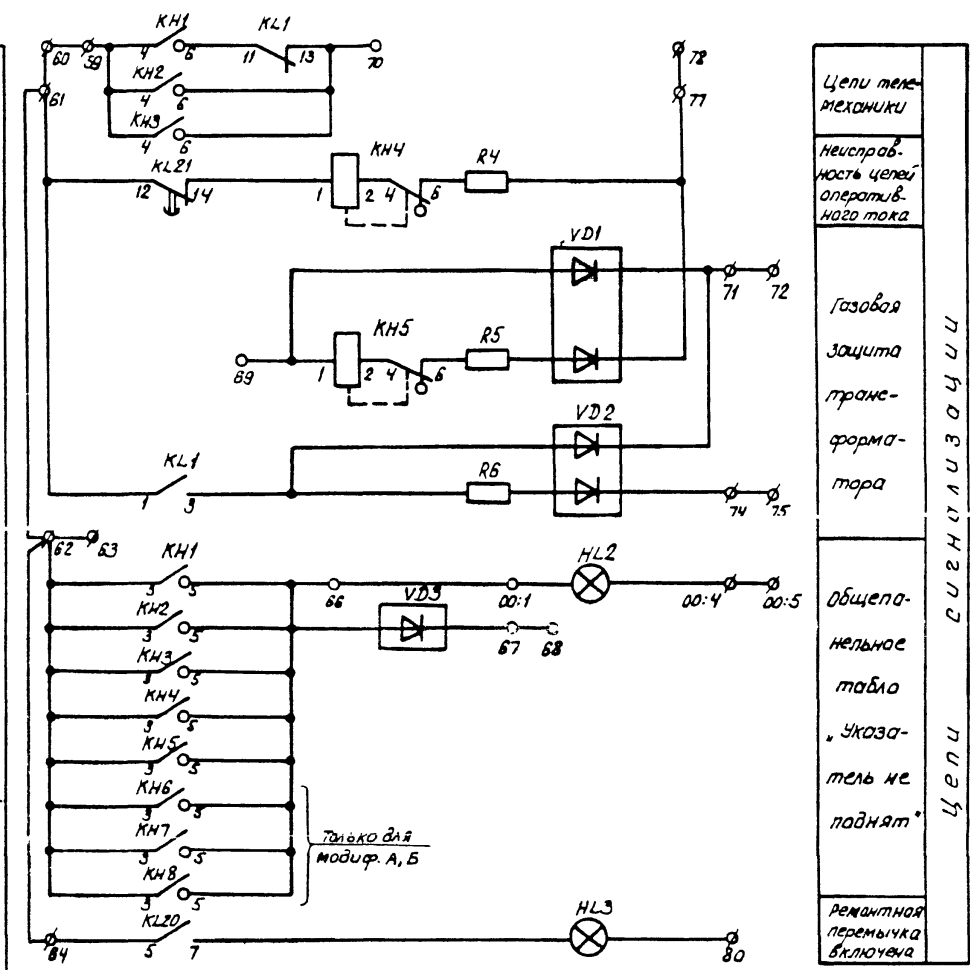 KH1 KL1
60 59 4 6 11 13 70 78
KH2
61 4 6 77
KH3
4 6
KL21 KH4 R4
12 14 1 2 4 6
VD1
71 72
KH5 R5
69 1 2 4 6
VD2
KL1 R6
1 3 74 75
62 63
KH1 HL2
3 5 66 00:1 00:4 00:5
KH2 VD3
3 5 67 68
KH3
3 5
KH4
3 5
KH5
3 5
KH6
3 5
KH7
3 5
Только для
модиф. А, Б
KH8
3 5
KL20 HL3
84 5 7 80
Цепи теле-
механики
Неисправ-
ность цепей
оператив-
ного тока
Газовая
защита
транс-
форма-
тора
Общепа-
нельное
табло
„Указа-
тель не
поднят"
Ремонтная
перемычка
включена
Цепи сигнализации